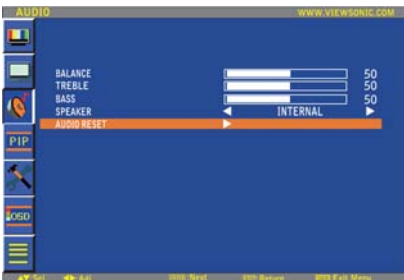 AUDIO WWW.VIEWSONIC.COM
BALANCE 50
TREBLE 50
BASS 50
SPEAKER INTERNAL
AUDIO RESET
PIP
OSD
Sel Adj Next Return Exit Menu